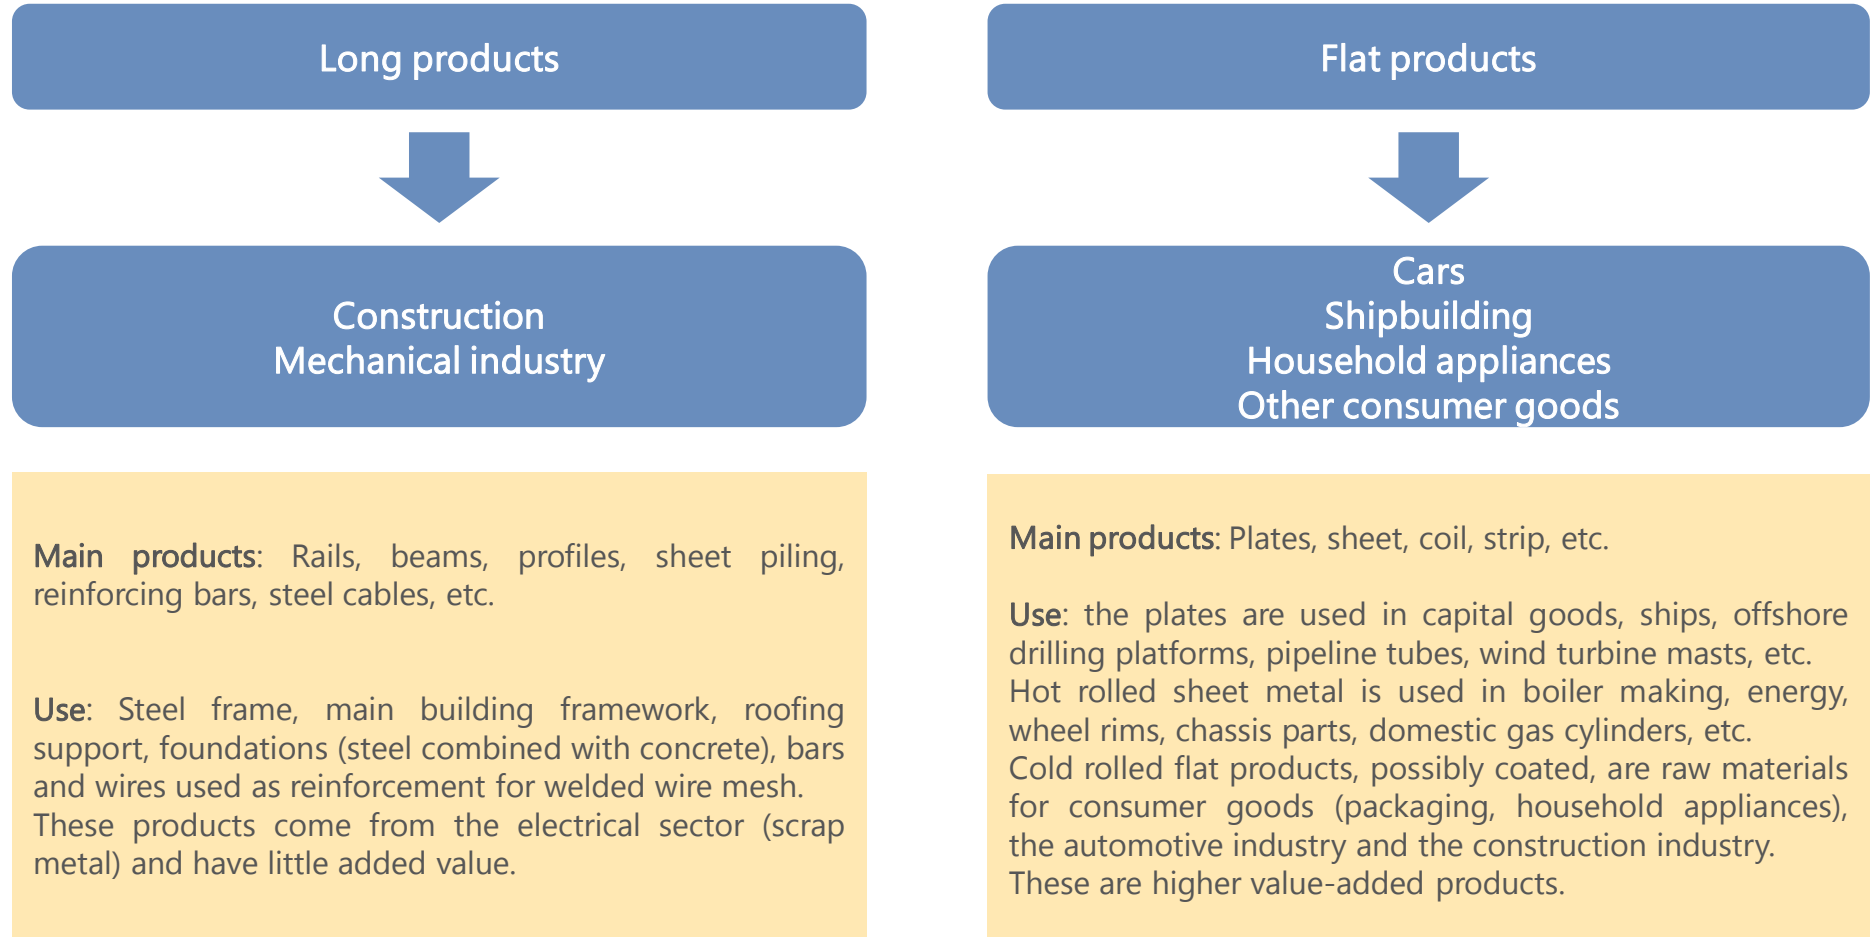 Long products
Construction
Mechanical industry
Main products: Rails, beams, profiles, sheet piling,
reinforcing bars, steel cables, etc.
Use: Steel frame, main building framework, roofing
support, foundations (steel combined with concrete), bars
and wires used as reinforcement for welded wire mesh.
These products come from the electrical sector (scrap
metal) and have little added value.
Flat products
Cars
Shipbuilding
Household appliances
Other consumer goods
Main products: Plates, sheet, coil, strip, etc.
Use: the plates are used in capital goods, ships, offshore
drilling platforms, pipeline tubes, wind turbine masts, etc.
Hot rolled sheet metal is used in boiler making, energy,
wheel rims, chassis parts, domestic gas cylinders, etc.
Cold rolled flat products, possibly coated, are raw materials
for consumer goods (packaging, household appliances),
the automotive industry and the construction industry.
These are higher value-added products.